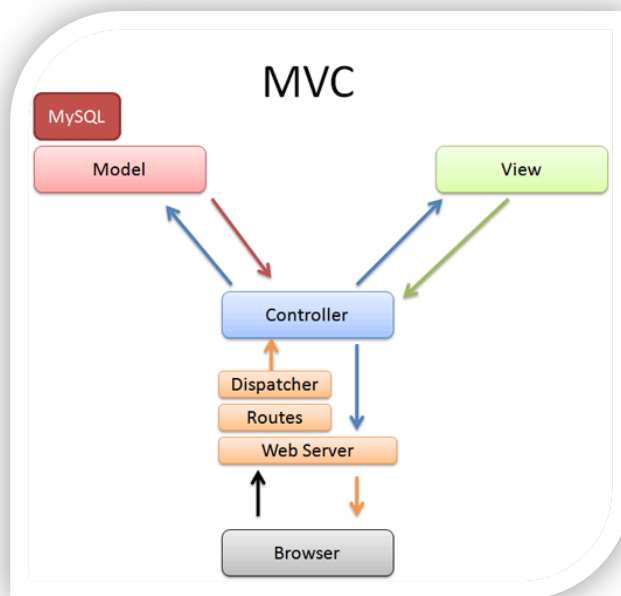 MVC
MySQL
Model
View
Controller
Dispatcher
Routes
Web Server
Browser